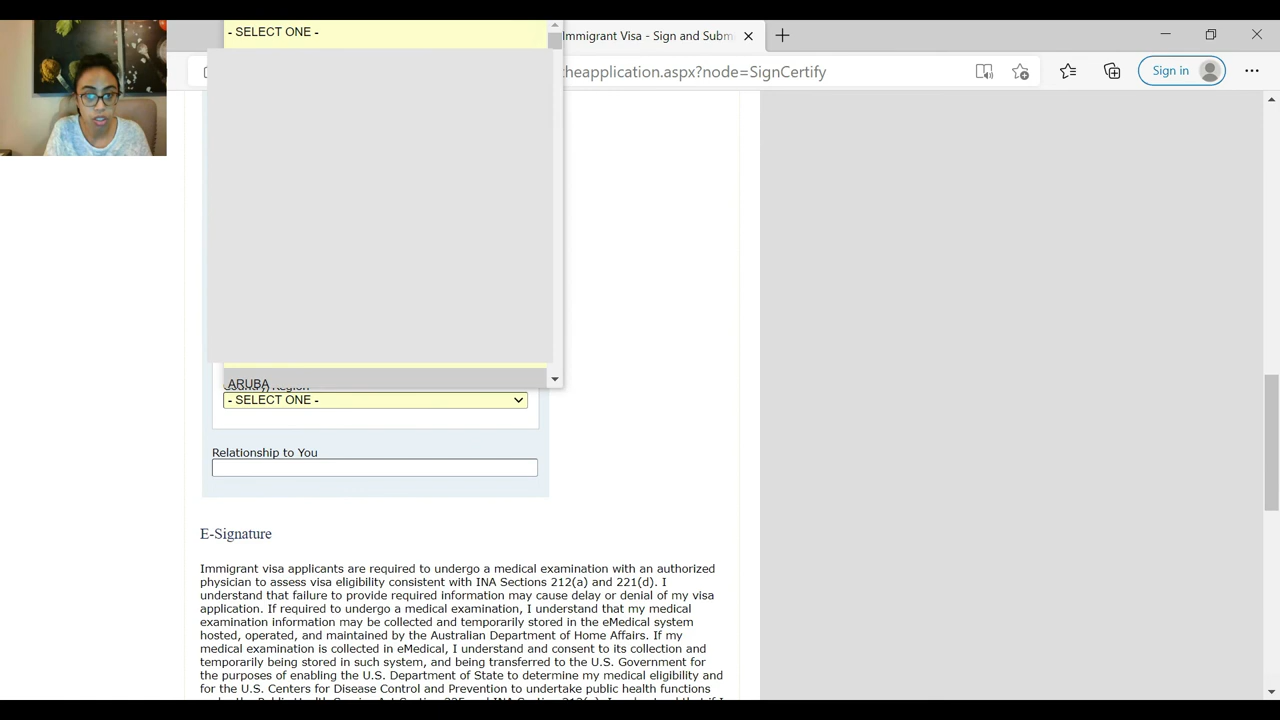 - SELECT ONE -
Immigrant Visa - Sign and Subm
heapplication.aspx?node=SignCertify
Sign in
ARUBA
- SELECT ONE -
Relationship to You
E-Signature
Immigrant visa applicants are required to undergo a medical examination with an authorized
physician to assess visa eligibility consistent with INA Sections 212(a) and 221(d). I
understand that failure to provide required information may cause delay or denial of my visa
application. If required to undergo a medical examination, I understand that my medical
examination information may be collected and temporarily stored in the eMedical system
hosted, operated, and maintained by the Australian Department of Home Affairs. If my
medical examination is collected in eMedical, I understand and consent to its collection and
temporarily being stored in such system, and being transferred to the U.S. Government for
the purposes of enabling the U.S. Department of State to determine my medical eligibility and
for the U.S. Centers for Disease Control and Prevention to undertake public health functions